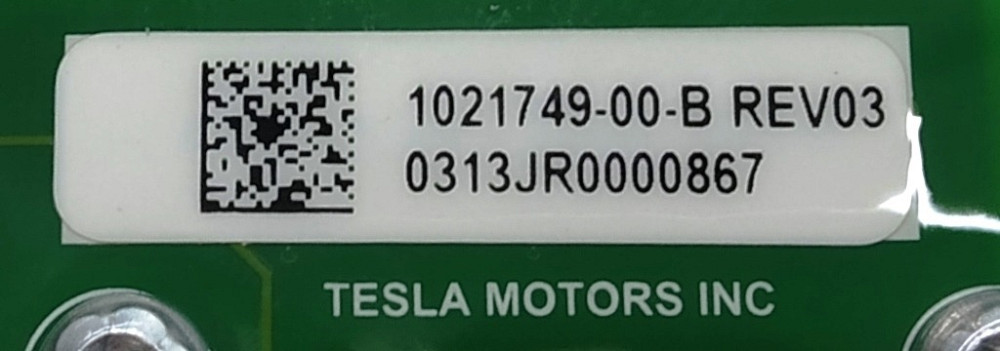 1021749-00-B REV03
0313JR0000867
TESLA MOTORS INC